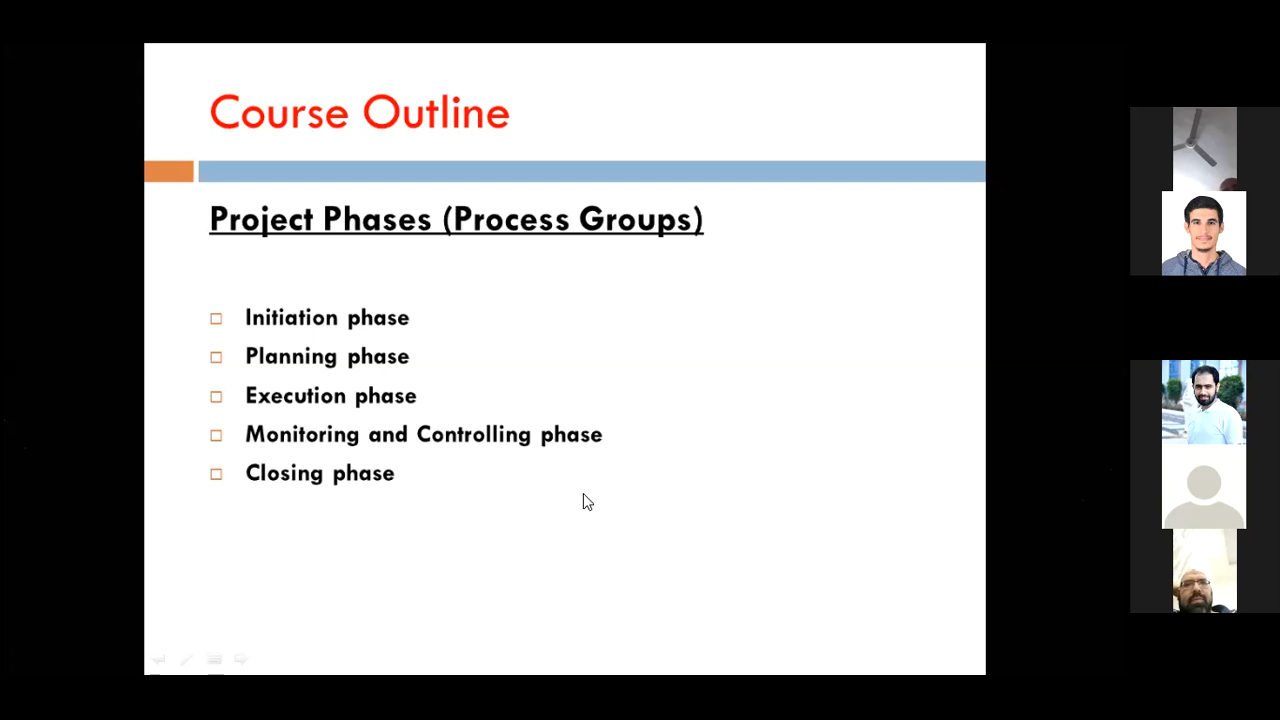 Course Outline
Project Phases (Process Groups)
Initiation phase
Planning phase
Execution phase
Monitoring and Controlling phase
Closing phase